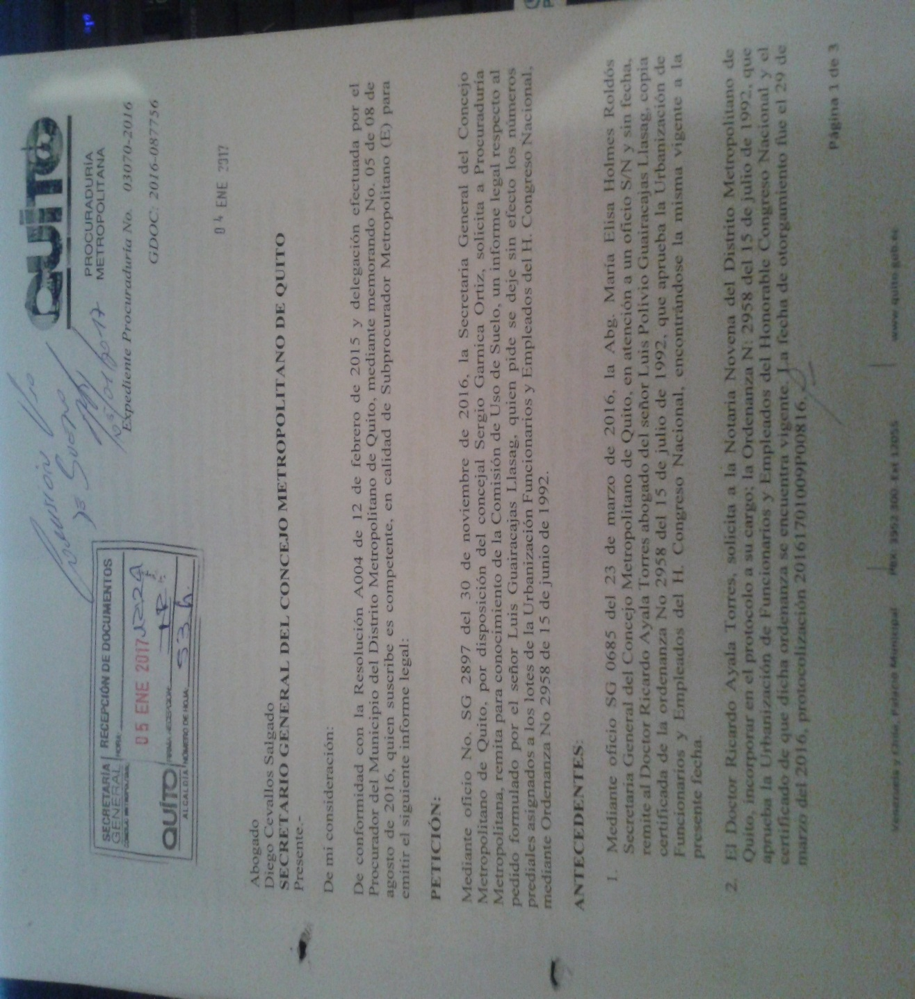 QUITO
PROCURADURÍA
METROPOLITANA
Expediente Procuraduría No. 03070-2016
GDOC: 2016-087756
04 ENE 2017
SECRETARÍA GENERAL
RECEPCIÓN DE DOCUMENTOS
HORA:
05 ENE 2017
QUITO
ALCALDÍA
FIRMA RECEPCIÓN:
NÚMERO DE HOJA: 53h.
Abogado
Diego Cevallos Salgado
SECRETARIO GENERAL DEL CONCEJO METROPOLITANO DE QUITO
Presente.-
De mi consideración:
De conformidad con la Resolución A004 de 12 de febrero de 2015 y delegación efectuada por el
Procurador del Municipio del Distrito Metropolitano de Quito, mediante memorando No. 05 de 08 de
agosto de 2016, quien suscribe es competente, en calidad de Subprocurador Metropolitano (E) para
emitir el siguiente informe legal:
PETICIÓN:
Mediante oficio No. SG 2897 del 30 de noviembre de 2016, la Secretaria General del Concejo
Metropolitano de Quito, por disposición del concejal Sergio Garnica Ortiz, solicita a Procuraduría
Metropolitana, remita para conocimiento de la Comisión de Uso de Suelo, un informe legal respecto al
pedido formulado por el señor Luis Guairacajas Llasag, quien pide se deje sin efecto los números
prediales asignados a los lotes de la Urbanización Funcionarios y Empleados del H. Congreso Nacional,
mediante Ordenanza No 2958 de 15 de junio de 1992.
ANTECEDENTES:
1. Mediante oficio SG 0685 del 23 de marzo de 2016, la Abg. María Elisa Holmes Roldós
Secretaria General del Concejo Metropolitano de Quito, en atención a un oficio S/N y sin fecha,
remite al Doctor Ricardo Ayala Torres abogado del señor Luis Polivio Guairacajas Llasag, copia
certificada de la ordenanza No 2958 del 15 de julio de 1992, que aprueba la Urbanización de
Funcionarios y Empleados del H. Congreso Nacional, encontrándose la misma vigente a la
presente fecha.
2. El Doctor Ricardo Ayala Torres, solicita a la Notaria Novena del Distrito Metropolitano de
Quito, incorporar en el protocolo a su cargo; la Ordenanza N: 2958 del 15 de julio de 1992, que
aprueba la Urbanización de Funcionarios y Empleados del Honorable Congreso Nacional y el
certificado de que dicha ordenanza se encuentra vigente. La fecha de otorgamiento fue el 29 de
marzo del 2016, protocolización 20161701009P00816.
Página 1 de 3
Venezuela y Chile, Palacio Municipal PBX: 3952 300. Ext 12055 www.quito.gob.ec